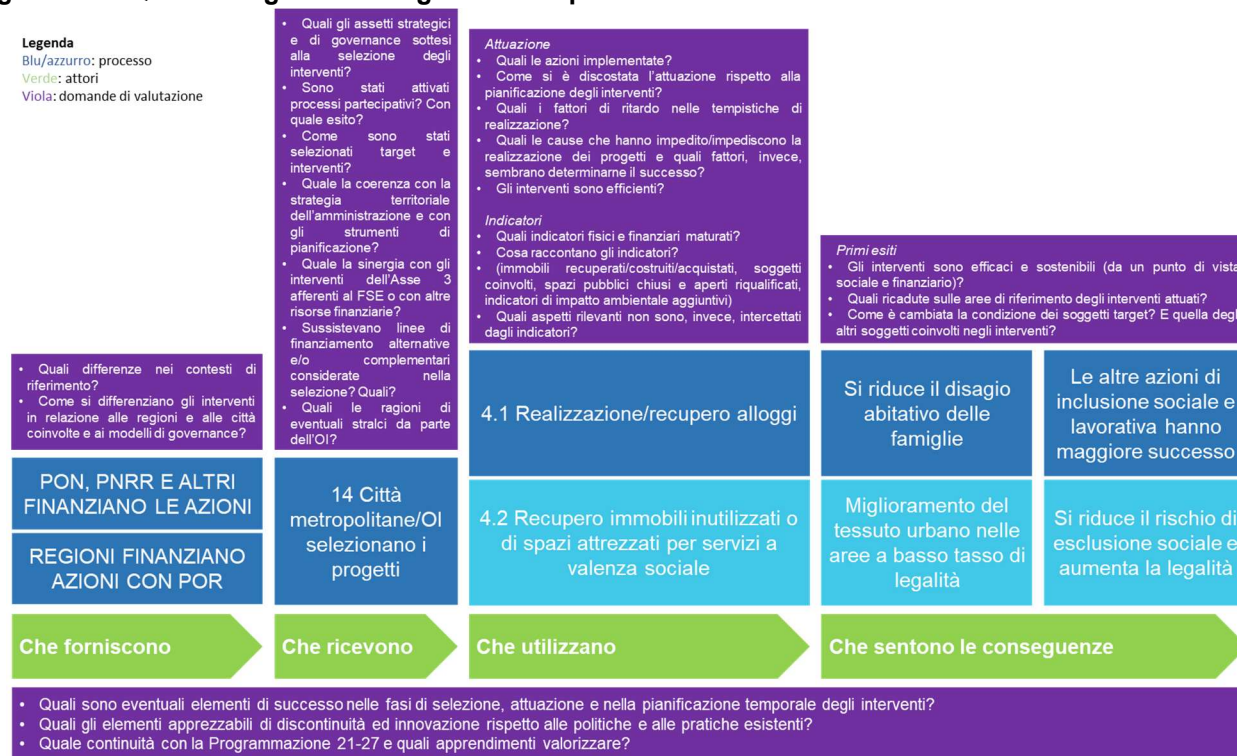 Legenda
Blu/azzurro: processo
Verde: attori
Viola: domande di valutazione
• Quali differenze nei contesti di
riferimento?
• Come si differenziano gli interventi
in relazione alle regioni e alle città
coinvolte e ai modelli di governance?
PON, PNRR E ALTRI
FINANZIANO LE AZIONI
REGIONI FINANZIANO
AZIONI CON POR
Che forniscono
• Quali gli assetti strategici
e di governance sottesi
alla selezione degli
interventi?
• Sono stati attivati
processi partecipativi? Con
quale esito?
• Come sono stati
selezionati target e
interventi?
• Quale la coerenza con la
strategia territoriale
dell'amministrazione e con
gli strumenti di
pianificazione?
• Quale la sinergia con gli
interventi dell'Asse 3
afferenti al FSE o con altre
risorse finanziarie?
• Sussistevano linee di
finanziamento alternative
e/o complementari
considerate nella
selezione? Quali?
• Quali le ragioni di
eventuali stralci da parte
dell'OI?
14 Città
metropolitane/OI
selezionano i
progetti
Che ricevono
Attuazione
• Quali le azioni implementate?
• Come si è discostata l'attuazione rispetto alla
pianificazione degli interventi?
• Quali i fattori di ritardo nelle tempistiche di
realizzazione?
• Quali le cause che hanno impedito/impediscono la
realizzazione dei progetti e quali fattori, invece,
sembrano determinarne il successo?
• Gli interventi sono efficienti?
Indicatori
• Quali indicatori fisici e finanziari maturati?
• Cosa raccontano gli indicatori?
• (immobili recuperati/costruiti/acquistati, soggetti
coinvolti, spazi pubblici chiusi e aperti riqualificati,
indicatori di impatto ambientale aggiuntivi)
• Quali aspetti rilevanti non sono, invece, intercettati
dagli indicatori?
4.1 Realizzazione/recupero alloggi
4.2 Recupero immobili inutilizzati o
di spazi attrezzati per servizi a
valenza sociale
Che utilizzano
Primi esiti
• Gli interventi sono efficaci e sostenibili (da un punto di vista
sociale e finanziario)?
• Quali ricadute sulle aree di riferimento degli interventi attuati?
• Come è cambiata la condizione dei soggetti target? E quella degl
altri soggetti coinvolti negli interventi?
Si riduce il disagio
abitativo delle
famiglie
Le altre azioni di
inclusione sociale e
lavorativa hanno
maggiore successo
Miglioramento del
tessuto urbano nelle
aree a basso tasso di
legalità
Si riduce il rischio di
esclusione sociale e
aumenta la legalità
Che sentono le conseguenze
• Quali sono eventuali elementi di successo nelle fasi di selezione, attuazione e nella pianificazione temporale degli interventi?
• Quali gli elementi apprezzabili di discontinuità ed innovazione rispetto alle politiche e alle pratiche esistenti?
• Quale continuità con la Programmazione 21-27 e quali apprendimenti valorizzare?